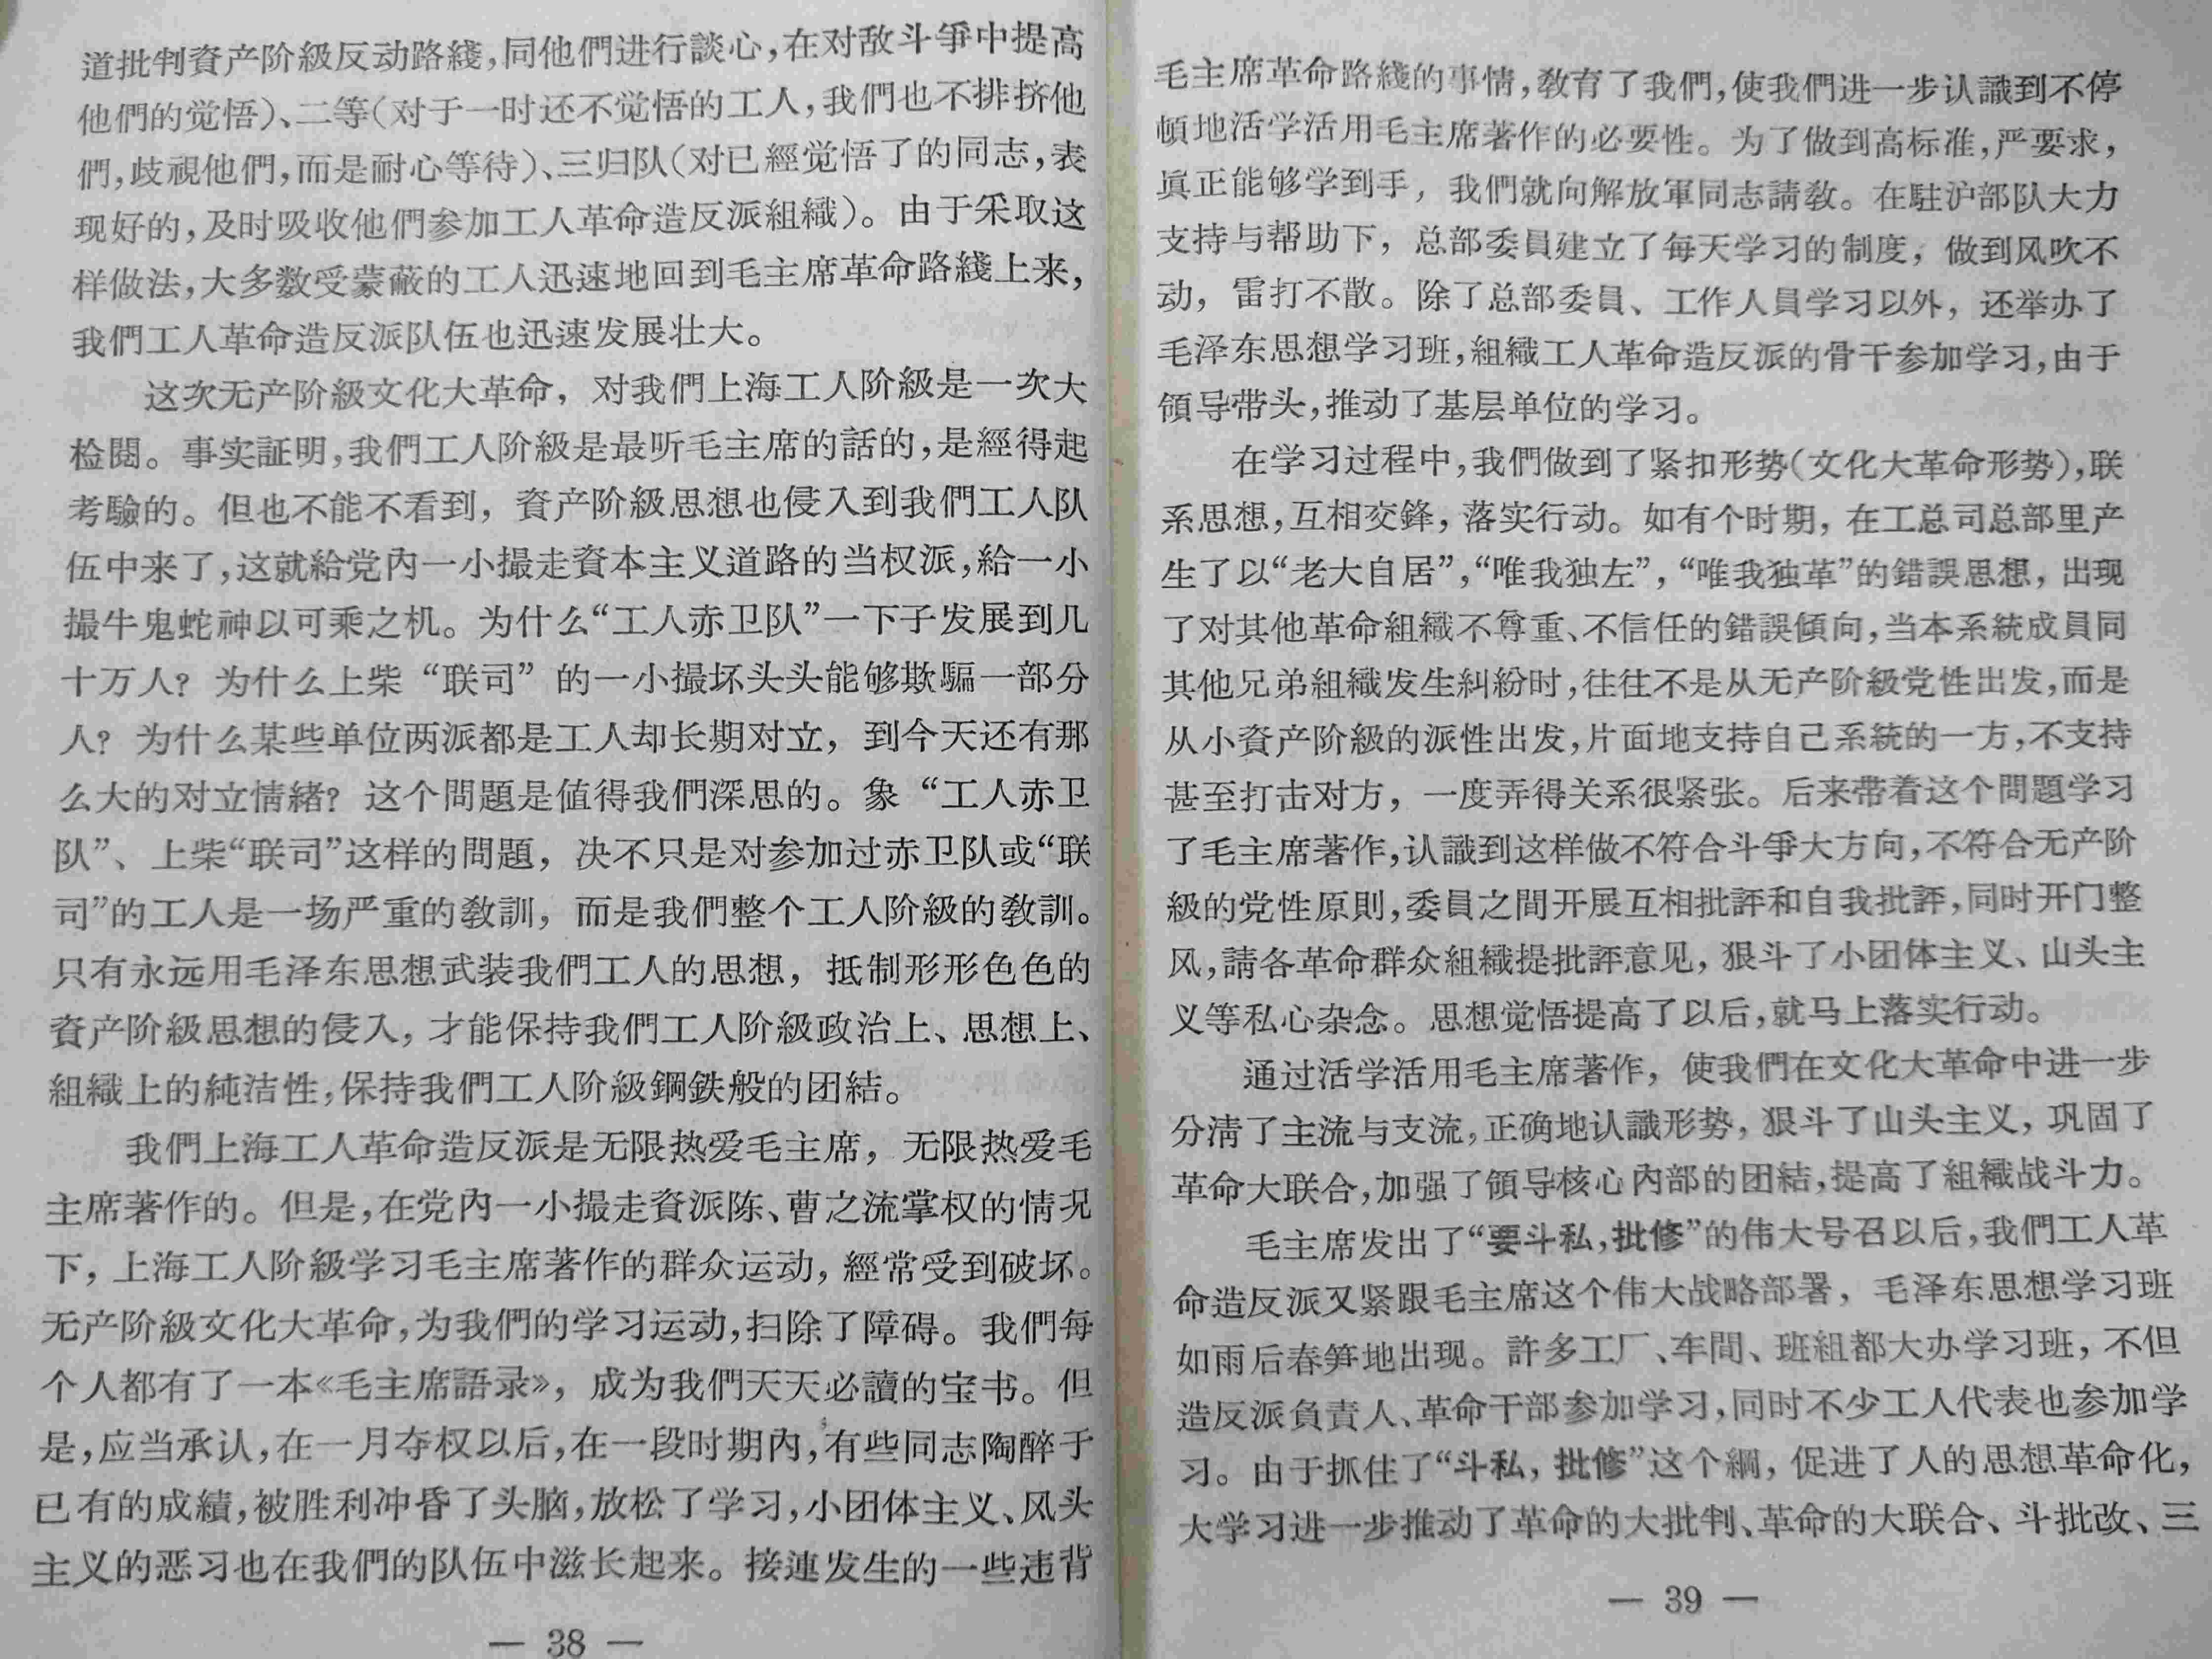 道批判資产阶級反动路綫，同他們进行談心，在对敌斗爭中提高
他們的觉悟）、二等（对于一时还不觉悟的工人，我們也不排挤他
們，歧視他們，而是耐心等待）、三归队（对已經觉悟了的同志，表
现好的，及时吸收他們参加工人革命造反派組織）。由于采取这
样做法，大多数受蒙蔽的工人迅速地回到毛主席革命路綫上来，
我們工人革命造反派队伍也迅速发展壮大。
这次无产阶級文化大革命，对我們上海工人阶級是一次大
检閱。事实証明，我們工人阶級是最听毛主席的話的，是經得起
考驗的。但也不能不看到，資产阶級思想也侵入到我們工人队
伍中来了，这就給党內一小撮走資本主义道路的当权派，給一小
撮牛鬼蛇神以可乘之机。为什么“工人赤卫队”一下子发展到几
十万人？为什么上柴“联司”的一小撮坏头头能够欺騙一部分
人？为什么某些单位两派都是工人却长期对立，到今天还有那
么大的对立情緒？这个問題是值得我們深思的。象“工人赤卫
队”、上柴“联司”这样的問題，决不只是对参加过赤卫队或“联
司”的工人是一场严重的敎訓，而是我們整个工人阶級的敎訓。
只有永远用毛泽东思想武装我們工人的思想，抵制形形色色的
資产阶級思想的侵入，才能保持我們工人阶級政治上、思想上、
組織上的純洁性，保持我們工人阶級鋼鉄般的团結。
我們上海工人革命造反派是无限热爱毛主席，无限热爱毛
主席著作的。但是，在党內一小撮走資派陈、曹之流掌权的情况
下，上海工人阶級学习毛主席著作的群众运动，經常受到破坏。
无产阶級文化大革命，为我們的学习运动，扫除了障碍。我們每
个人都有了一本《毛主席語录》，成为我們天天必讀的宝书。但
是，应当承认，在一月夺权以后，在一段时期內，有些同志陶醉于
已有的成績，被胜利冲昏了头脑，放松了学习，小团体主义、风头
主义的恶习也在我們的队伍中滋长起来。接連发生的一些违背
— 38 —
毛主席革命路綫的事情，敎育了我們，使我們进一步认識到不停
頓地活学活用毛主席著作的必要性。为了做到高标准，严要求，
眞正能够学到手，我們就向解放軍同志請敎。在駐沪部队大力
支持与帮助下，总部委員建立了每天学习的制度，做到风吹不
动，雷打不散。除了总部委員、工作人員学习以外，还举办了
毛泽东思想学习班，組織工人革命造反派的骨干参加学习，由于
領导带头，推动了基层单位的学习。
在学习过程中，我們做到了紧扣形势（文化大革命形势），联
系思想，互相交鋒，落实行动。如有个时期，在工总司总部里产
生了以“老大自居”，“唯我独左”，“唯我独革”的錯誤思想，出现
了对其他革命組織不尊重、不信任的錯誤傾向，当本系統成員同
其他兄弟組織发生糾紛时，往往不是从无产阶級党性出发，而是
从小資产阶級的派性出发，片面地支持自己系統的一方，不支持
甚至打击对方，一度弄得关系很紧张。后来带着这个問題学习
了毛主席著作，认識到这样做不符合斗爭大方向，不符合无产阶
級的党性原則，委員之間开展互相批評和自我批評，同时开门整
风，請各革命群众組織提批評意见，狠斗了小团体主义、山头主
义等私心杂念。思想觉悟提高了以后，就马上落实行动。
通过活学活用毛主席著作，使我們在文化大革命中进一步
分淸了主流与支流，正确地认識形势，狠斗了山头主义，巩固了
革命大联合，加强了領导核心內部的团結，提高了組織战斗力。
毛主席发出了“要斗私，批修”的伟大号召以后，我們工人革
命造反派又紧跟毛主席这个伟大战略部署，毛泽东思想学习班
如雨后春笋地出现。許多工厂、车間、班組都大办学习班，不但
造反派負責人、革命干部参加学习，同时不少工人代表也参加学
习。由于抓住了“斗私，批修”这个綱，促进了人的思想革命化，
大学习进一步推动了革命的大批判、革命的大联合、斗批改、三
— 39 —